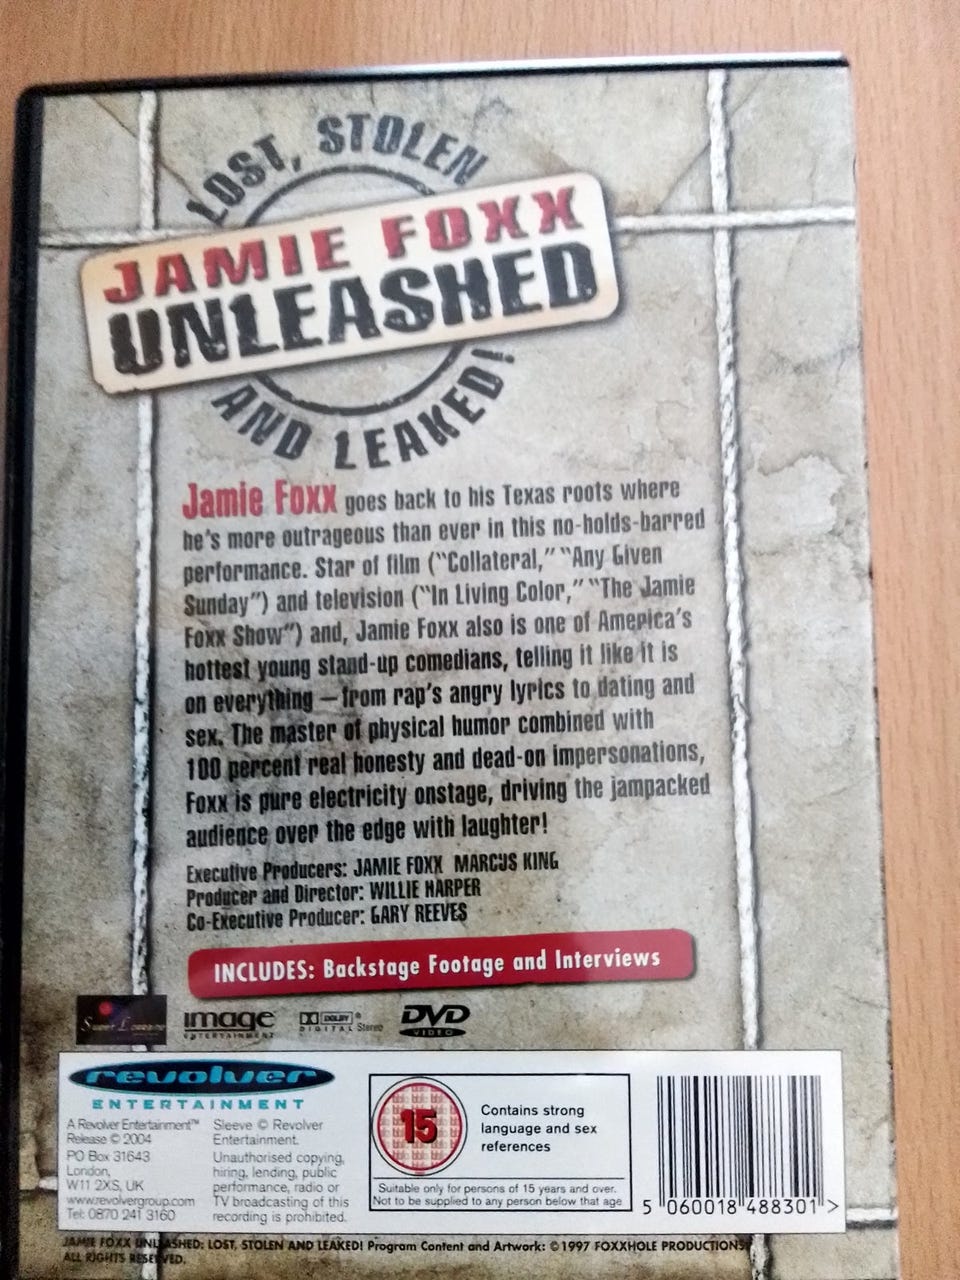 LOST, STOLEN
JAMIE FOXX
UNLEASHED
AND LEAKED!
Jamie Foxx goes back to his Texas roots where
he's more outrageous than ever in this no-holds-barred
performance. Star of film ("Collateral," "Any Given
Sunday") and television ("In Living Color," "The Jamie
Foxx Show") and, Jamie Foxx also is one of America's
hottest young stand-up comedians, telling it like it is
on everything – from rap's angry lyrics to dating and
sex. The master of physical humor combined with
100 percent real honesty and dead-on impersonations,
Foxx is pure electricity onstage, driving the jampacked
audience over the edge with laughter!
Executive Producers: JAMIE FOXX MARCUS KING
Producer and Director: WILLIE HARPER
Co-Executive Producer: GARY REEVES
INCLUDES: Backstage Footage and Interviews
image
ENTERTAINMENT
DOLBY
DIGITAL Stereo
DVD
VIDEO
revolver
ENTERTAINMENT
A Revolver Entertainment™
Release © 2004
PO Box 31643
London,
W11 2XS, UK
www.revolvergroup.com
Tel: 0870 241 3160
Sleeve © Revolver
Entertainment.
Unauthorised copying,
hiring, lending, public
performance, radio or
TV broadcasting of this
recording is prohibited.
15
Contains strong
language and sex
references
Suitable only for persons of 15 years and over.
Not to be supplied to any person below that age
5 060018 488301 >
JAMIE FOXX UNLEASHED: LOST, STOLEN AND LEAKED! Program Content and Artwork: © 1997 FOXXHOLE PRODUCTIONS.
ALL RIGHTS RESERVED.